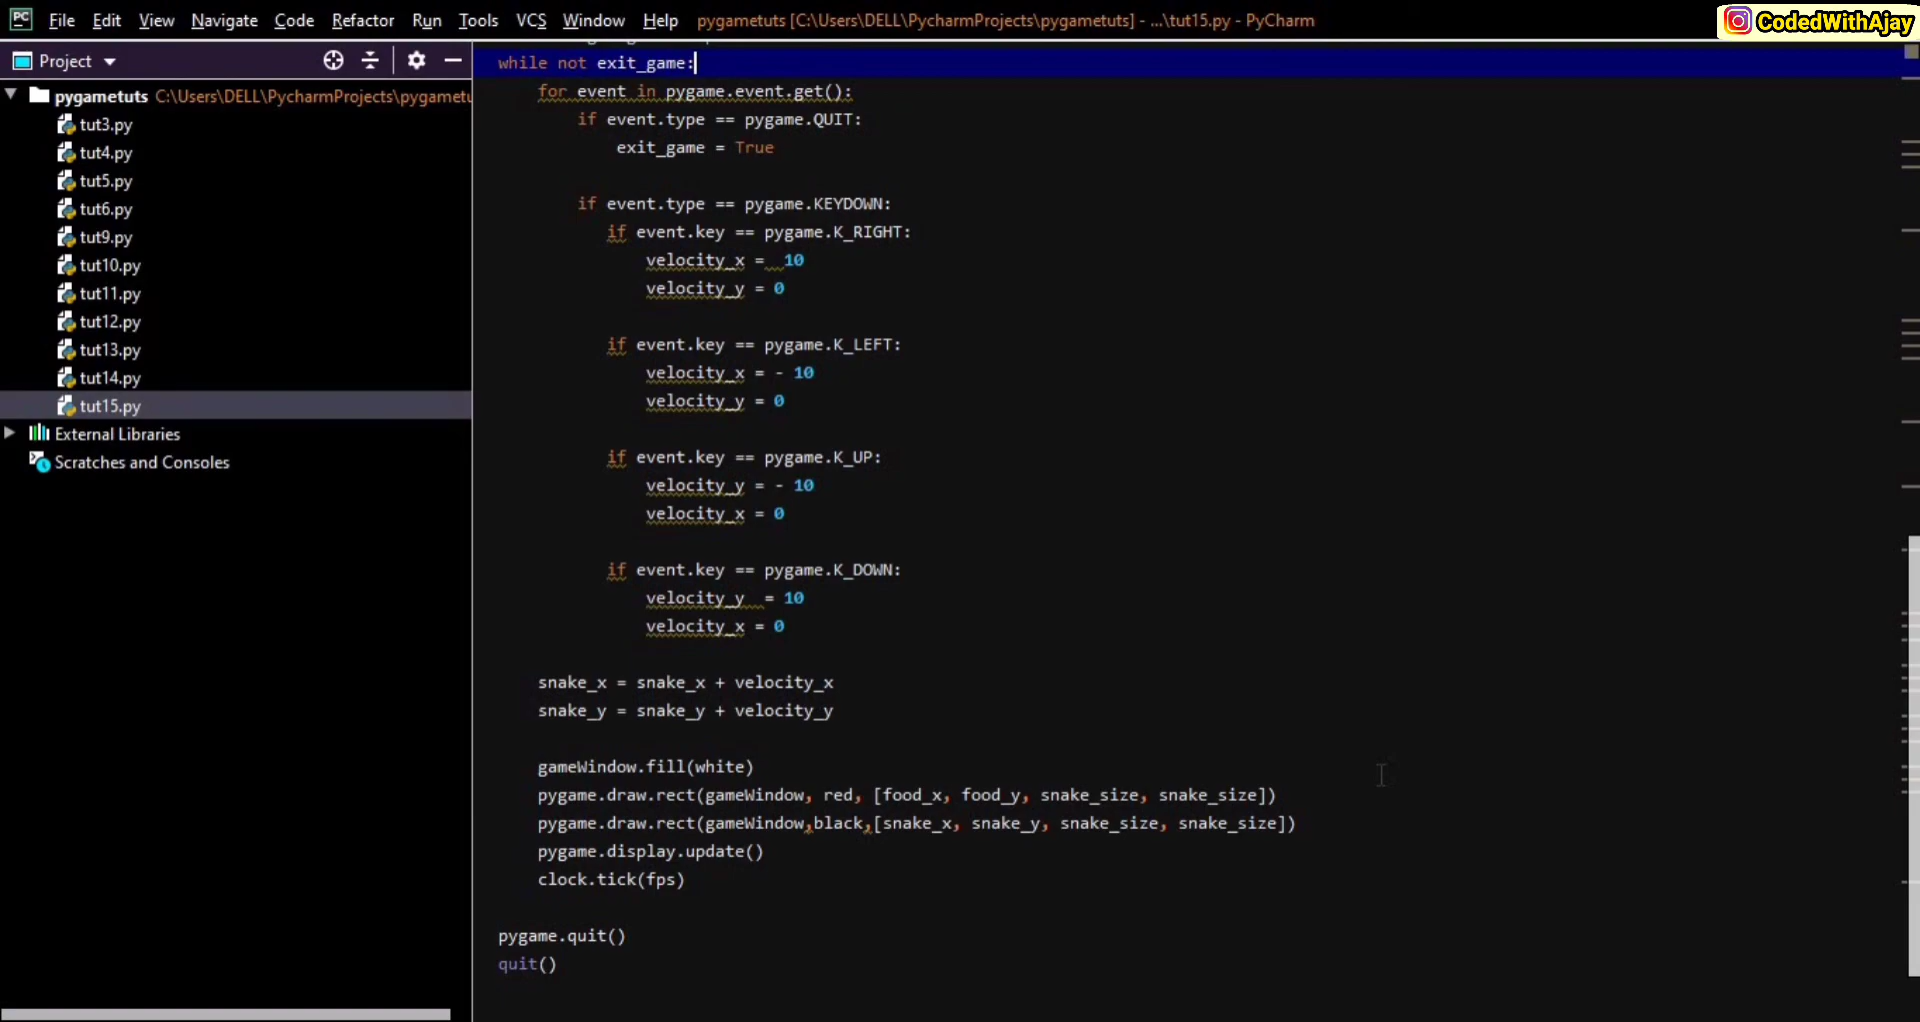 PC File Edit View Navigate Code Refactor Run Tools VCS Window Help pygametuts [C:\Users\DELL\PycharmProjects\pygametuts] - ...\tut15.py - PyCharm
CodedWithAjay
Project
pygametuts C:\Users\DELL\PycharmProjects\pygametu
tut3.py
tut4.py
tut5.py
tut6.py
tut9.py
tut10.py
tut11.py
tut12.py
tut13.py
tut14.py
tut15.py
External Libraries
Scratches and Consoles
while not exit_game:
for event in pygame.event.get():
if event.type == pygame.QUIT:
exit_game = True
if event.type == pygame.KEYDOWN:
if event.key == pygame.K_RIGHT:
velocity_x =  10
velocity_y = 0
if event.key == pygame.K_LEFT:
velocity_x = - 10
velocity_y = 0
if event.key == pygame.K_UP:
velocity_y = - 10
velocity_x = 0
if event.key == pygame.K_DOWN:
velocity_y  = 10
velocity_x = 0
snake_x = snake_x + velocity_x
snake_y = snake_y + velocity_y
gameWindow.fill(white)
pygame.draw.rect(gameWindow, red, [food_x, food_y, snake_size, snake_size])
pygame.draw.rect(gameWindow,black,[snake_x, snake_y, snake_size, snake_size])
pygame.display.update()
clock.tick(fps)
pygame.quit()
quit()